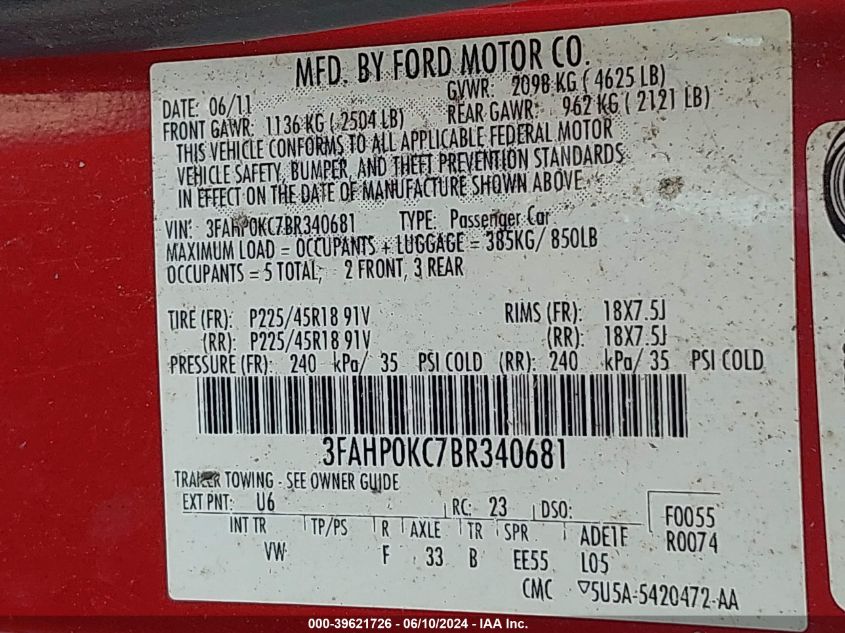 MFD. BY FORD MOTOR CO.
DATE: 06/11 GVWR: 2098 KG ( 4625 LB)
FRONT GAWR: 1136 KG ( 2504 LB) REAR GAWR: 962 KG ( 2121 LB)
THIS VEHICLE CONFORMS TO ALL APPLICABLE FEDERAL MOTOR
VEHICLE SAFETY, BUMPER, AND THEFT PREVENTION STANDARDS
IN EFFECT ON THE DATE OF MANUFACTURE SHOWN ABOVE.
VIN: 3FAHP0KC7BR340681 TYPE: Passenger Car
MAXIMUM LOAD = OCCUPANTS + LUGGAGE = 385KG/ 850LB
OCCUPANTS = 5 TOTAL, 2 FRONT, 3 REAR
TIRE (FR): P225/45R18 91V RIMS (FR): 18X7.5J
(RR): P225/45R18 91V (RR): 18X7.5J
PRESSURE (FR): 240 kPa/ 35 PSI COLD (RR): 240 kPa/ 35 PSI COLD
3FAHP0KC7BR340681
TRAILER TOWING - SEE OWNER GUIDE
EXT PNT: U6 RC: 23 DSO: F0055
INT TR TP/PS R AXLE TR SPR ADE1F R0074
VW F 33 B EE55 L05
CMC ▽5U5A-5420472-AA
000-39621726 - 06/10/2024 - IAA Inc.